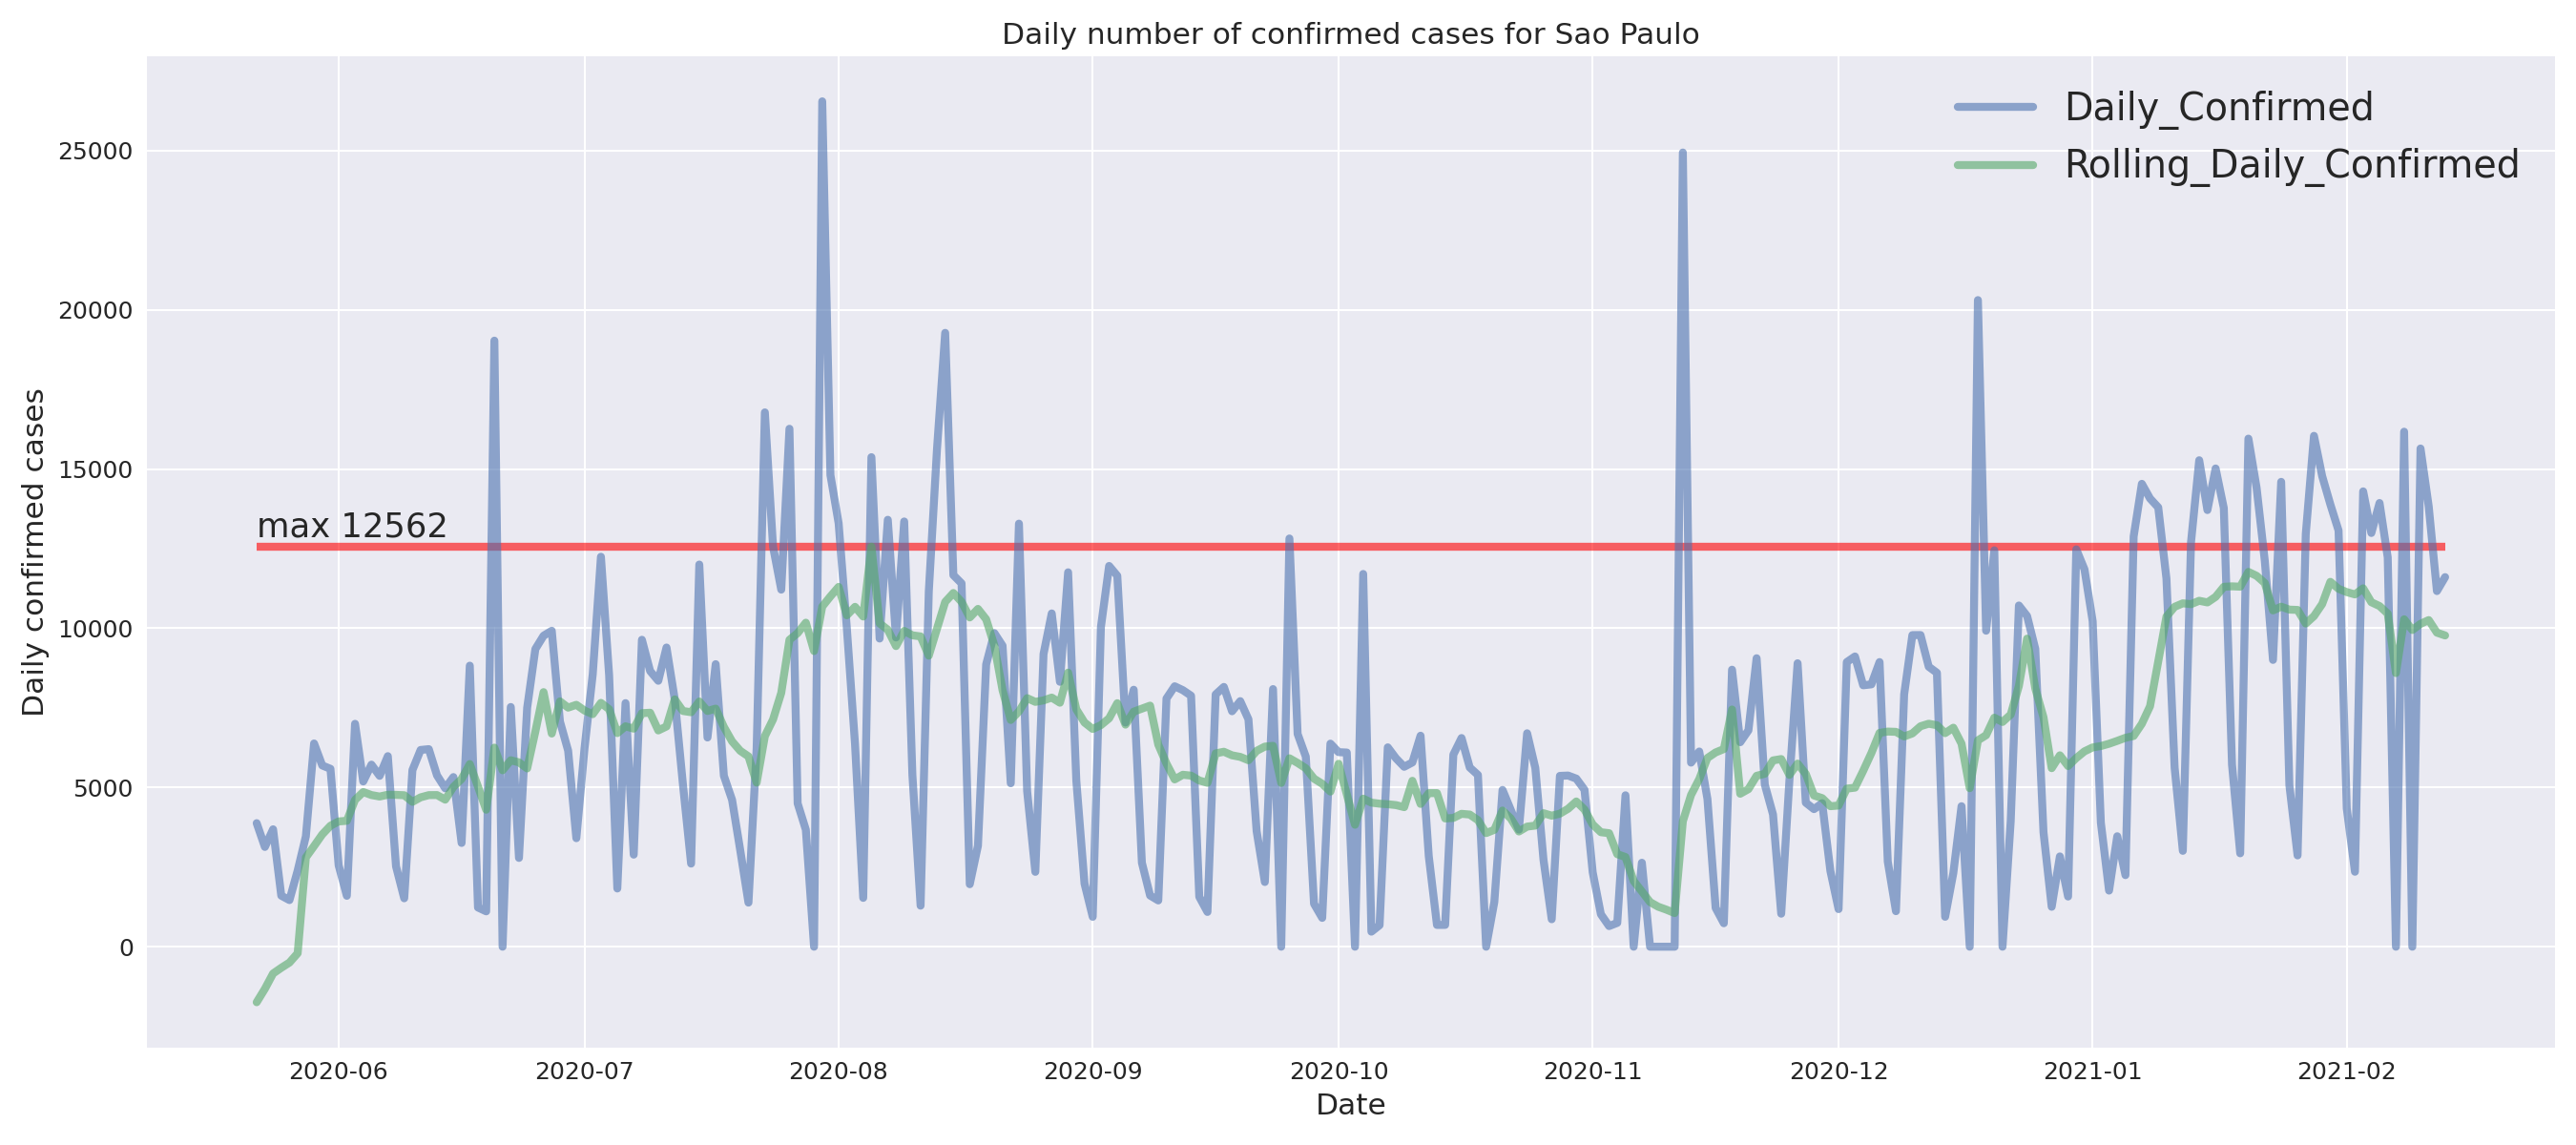 Daily number of confirmed cases for Sao Paulo
Daily_Confirmed
Rolling_Daily_Confirmed
max 12562
Daily confirmed cases
25000
20000
15000
10000
5000
0
2020-06 2020-07 2020-08 2020-09 2020-10 2020-11 2020-12 2021-01 2021-02
Date